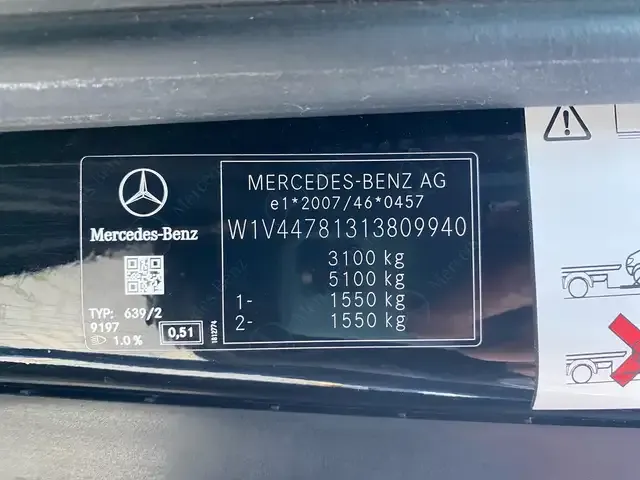 MERCEDES-BENZ AG
e1*2007/46*0457
W1V44781313809940
3100 kg
5100 kg
1- 1550 kg
2- 1550 kg
Mercedes-Benz
TYP: 639/2
9197
1.0% 0,51
1812774